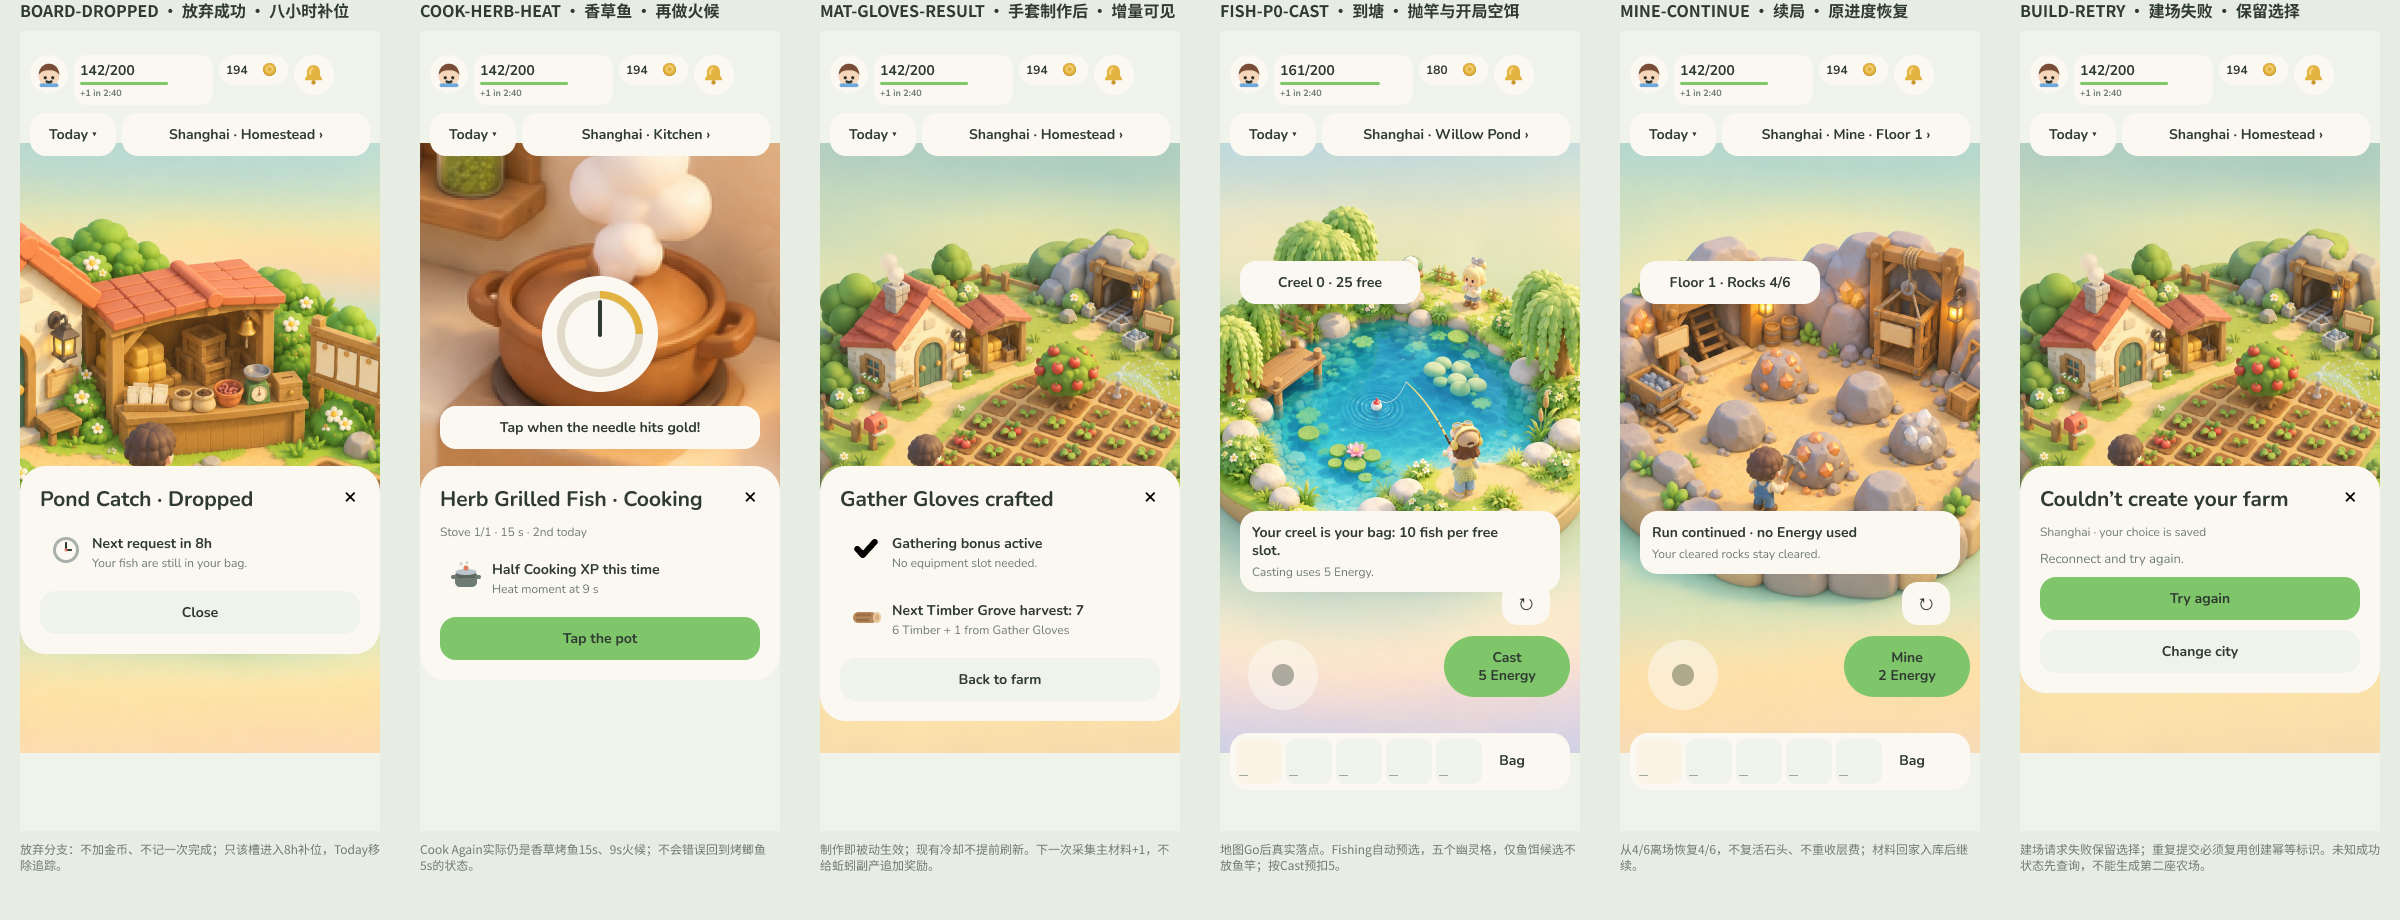 BOARD-DROPPED • 放弃成功 • 八小时补位
142/200
194
+1 in 2:40
Today ▾
Shanghai · Homestead ›
Pond Catch · Dropped
×
Next request in 8h
Your fish are still in your bag.
Close
放弃分支：不加金币、不记一次完成；只该槽进入8h补位，Today移
除追踪。
COOK-HERB-HEAT • 香草鱼 • 再做火候
142/200
194
+1 in 2:40
Today ▾
Shanghai · Kitchen ›
Tap when the needle hits gold!
Herb Grilled Fish · Cooking
×
Stove 1/1 · 15 s · 2nd today
Half Cooking XP this time
Heat moment at 9 s
Tap the pot
Cook Again实际仍是香草烤鱼15s、9s火候；不会错误回到烤鲫鱼
5s的状态。
MAT-GLOVES-RESULT • 手套制作后 • 增量可见
142/200
194
+1 in 2:40
Today ▾
Shanghai · Homestead ›
Gather Gloves crafted
×
Gathering bonus active
No equipment slot needed.
Next Timber Grove harvest: 7
6 Timber + 1 from Gather Gloves
Back to farm
制作即被动生效；现有冷却不提前刷新。下一次采集主材料+1，不
给蚯蚓副产追加奖励。
FISH-P0-CAST • 到塘 • 抛竿与开局空饵
161/200
180
+1 in 2:40
Today ▾
Shanghai · Willow Pond ›
Creel 0 · 25 free
Your creel is your bag: 10 fish per free
slot.
Casting uses 5 Energy.
↻
Cast
5 Energy
— — — — —
Bag
地图Go后真实落点。Fishing自动预选，五个幽灵格，仅鱼饵候选不
放鱼竿；按Cast预扣5。
MINE-CONTINUE • 续局 • 原进度恢复
142/200
194
+1 in 2:40
Today ▾
Shanghai · Mine · Floor 1 ›
Floor 1 · Rocks 4/6
Run continued · no Energy used
Your cleared rocks stay cleared.
↻
Mine
2 Energy
— — — — —
Bag
从4/6离场恢复4/6，不复活石头、不重收层费；材料回家入库后继
续。
BUILD-RETRY • 建场失败 • 保留选择
142/200
194
+1 in 2:40
Today ▾
Shanghai · Homestead ›
Couldn’t create your farm
×
Shanghai · your choice is saved
Reconnect and try again.
Try again
Change city
建场请求失败保留选择；重复提交必须复用创建幂等标识。未知成功
状态先查询，不能生成第二座农场。